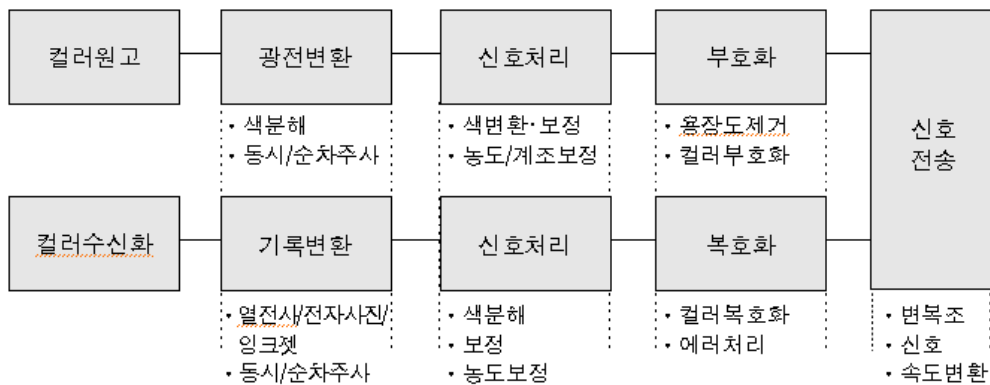 컬러원고
광전변환
신호처리
부호화
신호
전송
• 색분해
• 동시/순차주사
• 색변환·보정
• 농도/계조보정
• 용장도제거
• 컬러부호화
컬러수신화
기록변환
신호처리
복호화
• 열전사/전자사진/
잉크젯
• 동시/순차주사
• 색분해
• 보정
• 농도보정
• 컬러복호화
• 에러처리
• 변복조
• 신호
• 속도변환